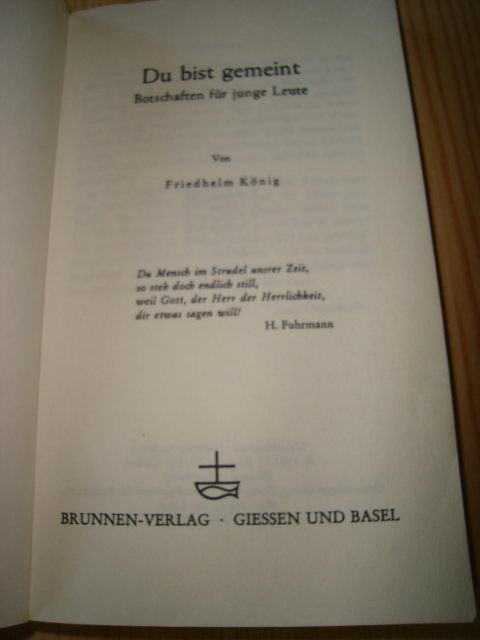 Du bist gemeint
Botschaften für junge Leute
Von
Friedhelm König
Du Mensch im Strudel unsrer Zeit,
so steh doch endlich still,
weil Gott, der Herr der Herrlichkeit,
dir etwas sagen will!
H. Fuhrmann
BRUNNEN-VERLAG · GIESSEN UND BASEL